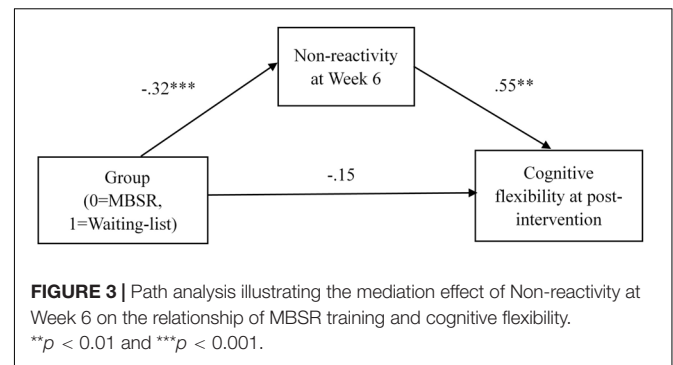 Non-reactivity
at Week 6
-.32***
.55**
Group
(0=MBSR,
1=Waiting-list)
-.15
Cognitive
flexibility at post-
intervention
FIGURE 3 | Path analysis illustrating the mediation effect of Non-reactivity at
Week 6 on the relationship of MBSR training and cognitive flexibility.
**p < 0.01 and ***p < 0.001.